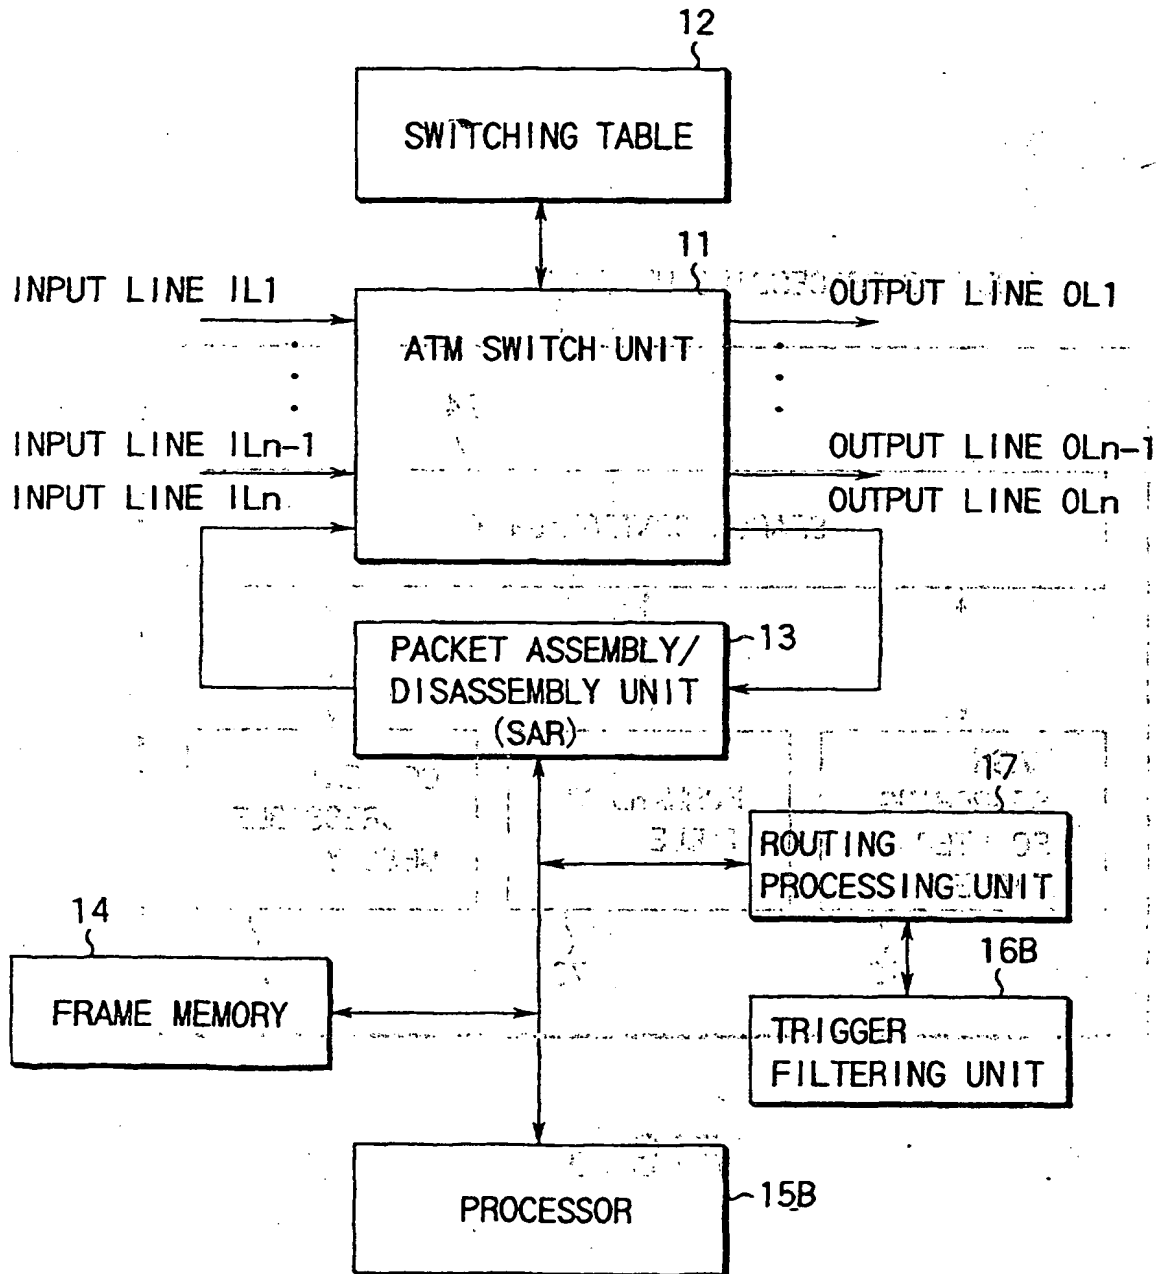 12
SWITCHING TABLE
11
INPUT LINE IL1
OUTPUT LINE OL1
ATM SWITCH UNIT
INPUT LINE ILn-1
OUTPUT LINE OLn-1
INPUT LINE ILn
OUTPUT LINE OLn
PACKET ASSEMBLY/
DISASSEMBLY UNIT
(SAR)
13
17
ROUTING
PROCESSING UNIT
14
FRAME MEMORY
16B
TRIGGER
FILTERING UNIT
PROCESSOR
15B